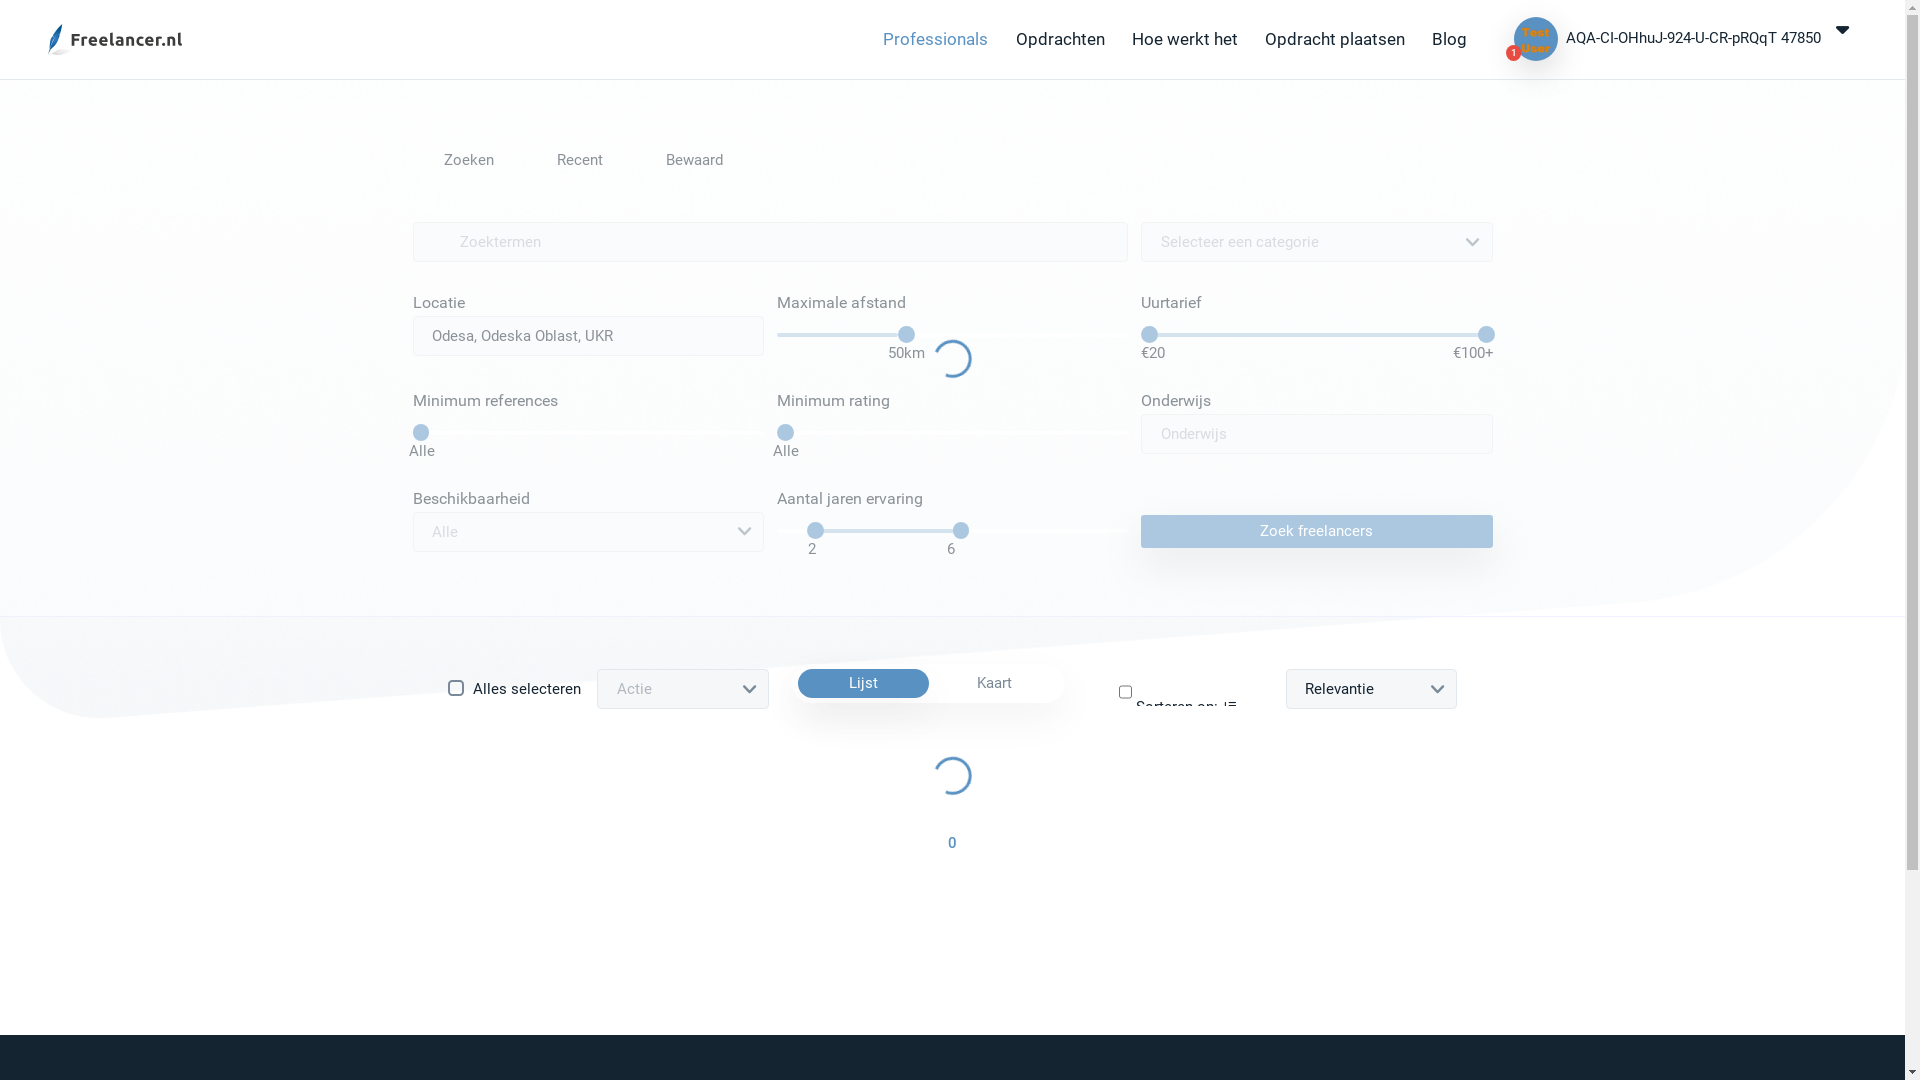 Freelancer.nl
Professionals
Opdrachten
Hoe werkt het
Opdracht plaatsen
Blog
Test
User
1
AQA-CI-OHhuJ-924-U-CR-pRQqT 47850
Zoeken
Recent
Bewaard
Zoektermen
Selecteer een categorie
Locatie
Maximale afstand
Uurtarief
Odesa, Odeska Oblast, UKR
50km
€20
€100+
Minimum references
Minimum rating
Onderwijs
Alle
Alle
Onderwijs
Beschikbaarheid
Aantal jaren ervaring
Alle
2
6
Zoek freelancers
Alles selecteren
Actie
Lijst
Kaart
Sorteren op:
Relevantie
0